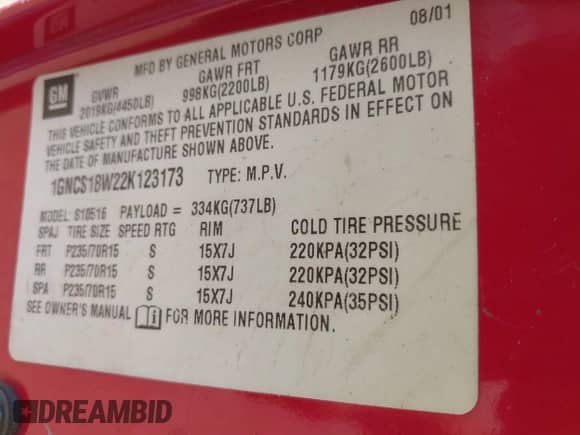 08/01
MFD BY GENERAL MOTORS CORP
GM
GVWR GAWR FRT GAWR RR
2019KG(4450LB) 998KG(2200LB) 1179KG(2600LB)
THIS VEHICLE CONFORMS TO ALL APPLICABLE U.S. FEDERAL MOTOR
VEHICLE SAFETY AND THEFT PREVENTION STANDARDS IN EFFECT ON
THE DATE OF MANUFACTURE SHOWN ABOVE.
1GNCS18W22K123173 TYPE: M.P.V.
MODEL: S10516 PAYLOAD = 334KG(737LB)
SPAJ TIRE SIZE SPEED RTG RIM COLD TIRE PRESSURE
FRT P235/70R15 S 15X7J 220KPA(32PSI)
RR P235/70R15 S 15X7J 220KPA(32PSI)
SPA P235/70R15 S 15X7J 240KPA(35PSI)
SEE OWNER'S MANUAL i FOR MORE INFORMATION.
DREAMBID